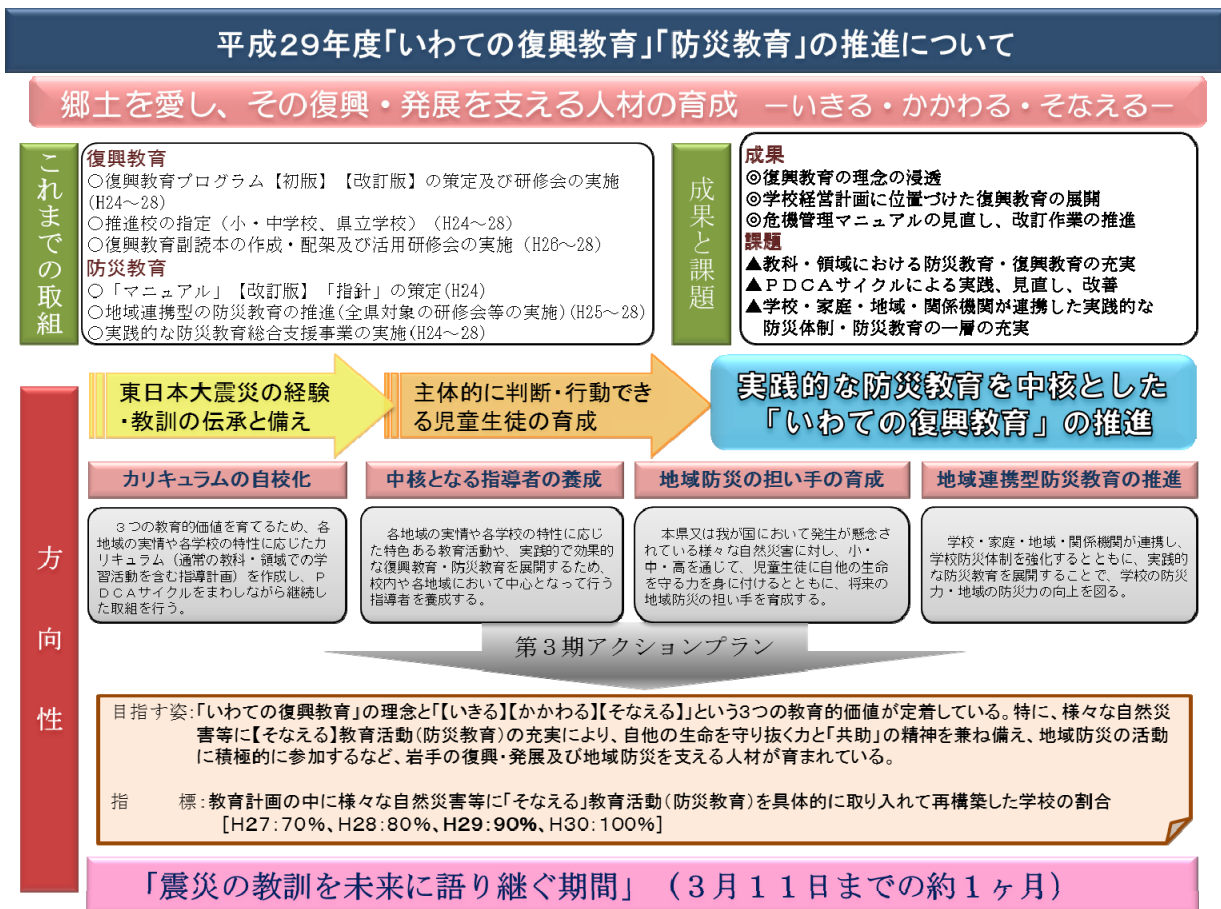 平成29年度「いわての復興教育」「防災教育」の推進について
郷土を愛し、その復興・発展を支える人材の育成 －いきる・かかわる・そなえる－
これまでの取組
復興教育
○復興教育プログラム【初版】【改訂版】の策定及び研修会の実施
(H24～28)
○推進校の指定（小・中学校、県立学校）（H24～28)
○復興教育副読本の作成・配架及び活用研修会の実施（H26～28)
防災教育
○「マニュアル」【改訂版】「指針」の策定(H24)
○地域連携型の防災教育の推進(全県対象の研修会等の実施)(H25～28)
○実践的な防災教育総合支援事業の実施(H24～28)
成果と課題
成果
◎復興教育の理念の浸透
◎学校経営計画に位置づけた復興教育の展開
◎危機管理マニュアルの見直し、改訂作業の推進
課題
▲教科・領域における防災教育・復興教育の充実
▲ＰＤＣＡサイクルによる実践、見直し、改善
▲学校・家庭・地域・関係機関が連携した実践的な
防災体制・防災教育の一層の充実
方向性
東日本大震災の経験
・教訓の伝承と備え
主体的に判断・行動でき
る児童生徒の育成
実践的な防災教育を中核とした
「いわての復興教育」の推進
カリキュラムの自校化
３つの教育的価値を育てるため、各
地域の実情や各学校の特性に応じたカ
リキュラム（通常の教科・領域での学
習活動を含む指導計画）を作成し、Ｐ
ＤＣＡサイクルをまわしながら継続し
た取組を行う。
中核となる指導者の養成
各地域の実情や各学校の特性に応じ
た特色ある教育活動や、実践的で効果的
な復興教育・防災教育を展開するため、
校内や各地域において中心となって行う
指導者を養成する。
地域防災の担い手の育成
本県又は我が国において発生が懸念さ
れている様々な自然災害に対し、小・
中・高を通じて、児童生徒に自他の生命
を守る力を身に付けるとともに、将来の
地域防災の担い手を育成する。
地域連携型防災教育の推進
学校・家庭・地域・関係機関が連携し、
学校防災体制を強化するとともに、実践的
な防災教育を展開することで、学校の防災
力・地域の防災力の向上を図る。
第３期アクションプラン
目指す姿：「いわての復興教育」の理念と「【いきる】【かかわる】【そなえる】」という3つの教育的価値が定着している。特に、様々な自然災
害等に【そなえる】教育活動（防災教育）の充実により、自他の生命を守り抜く力と「共助」の精神を兼ね備え、地域防災の活動
に積極的に参加するなど、岩手の復興・発展及び地域防災を支える人材が育まれている。
指　標：教育計画の中に様々な自然災害等に「そなえる」教育活動（防災教育）を具体的に取り入れて再構築した学校の割合
[H27：70%、H28：80%、H29：90%、H30：100%]
「震災の教訓を未来に語り継ぐ期間」（３月１１日までの約１ヶ月）